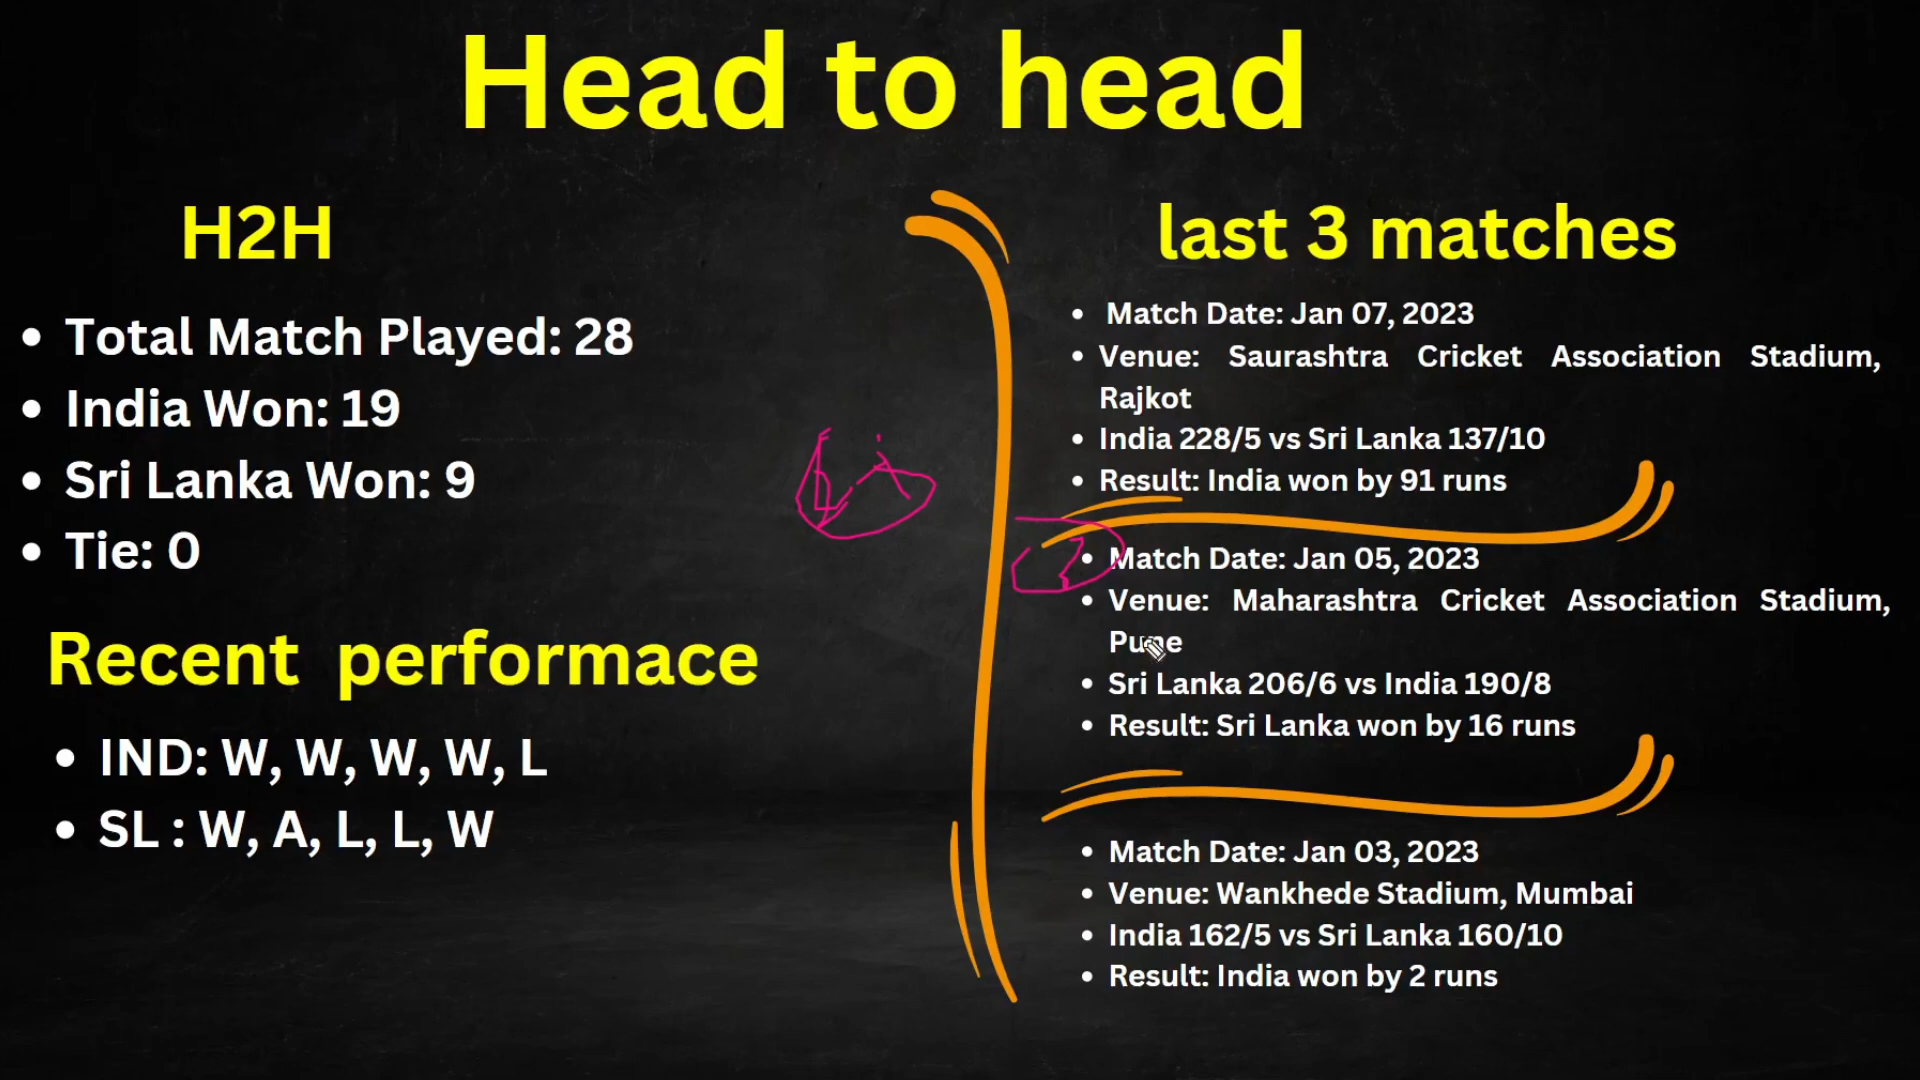 Head to head
H2H
• Total Match Played: 28
• India Won: 19
• Sri Lanka Won: 9
• Tie: 0
Recent performace
• IND: W, W, W, W, L
• SL : W, A, L, L, W
last 3 matches
• Match Date: Jan 07, 2023
• Venue: Saurashtra Cricket Association Stadium,
Rajkot
• India 228/5 vs Sri Lanka 137/10
• Result: India won by 91 runs
• Match Date: Jan 05, 2023
• Venue: Maharashtra Cricket Association Stadium,
Pune
• Sri Lanka 206/6 vs India 190/8
• Result: Sri Lanka won by 16 runs
• Match Date: Jan 03, 2023
• Venue: Wankhede Stadium, Mumbai
• India 162/5 vs Sri Lanka 160/10
• Result: India won by 2 runs